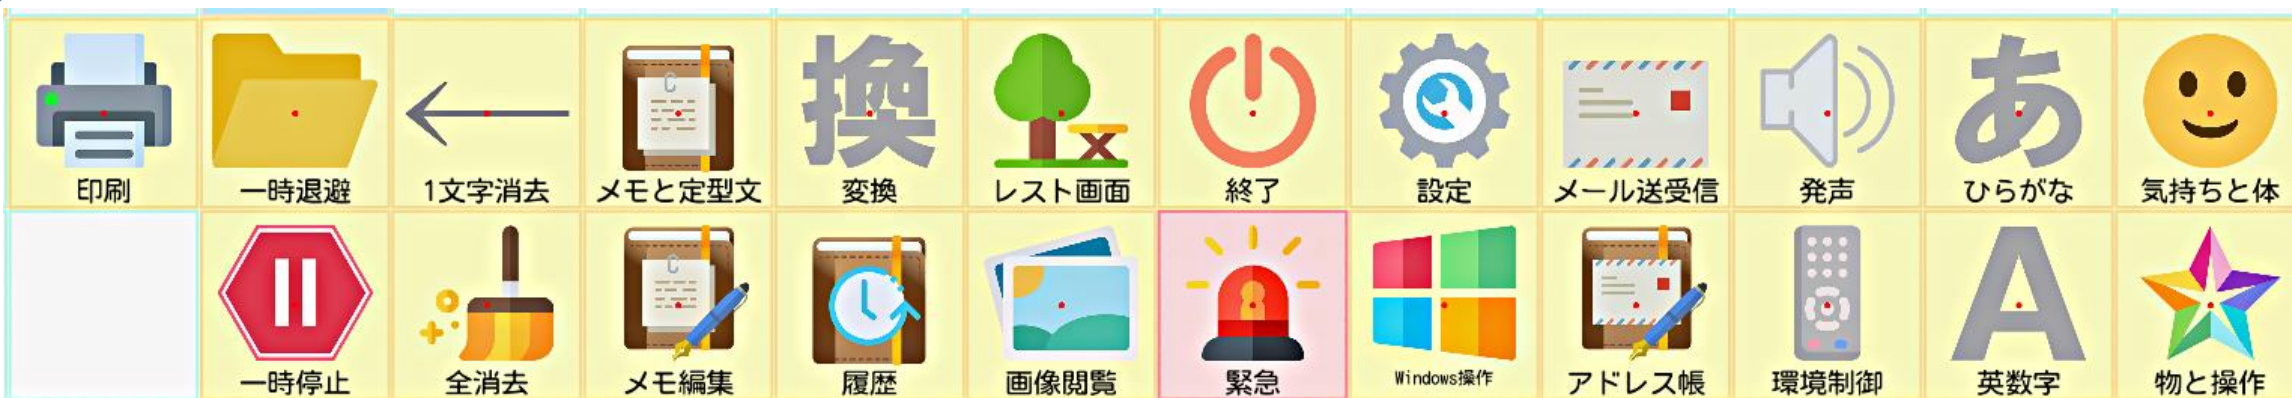 換
あ
印刷
一時退避
1文字消去
メモと定型文
変換
レスト画面
終了
設定
メール送受信
発声
ひらがな
気持ちと体
A
一時停止
全消去
メモ編集
履歴
画像閲覧
緊急
Windows操作
アドレス帳
環境制御
英数字
物と操作